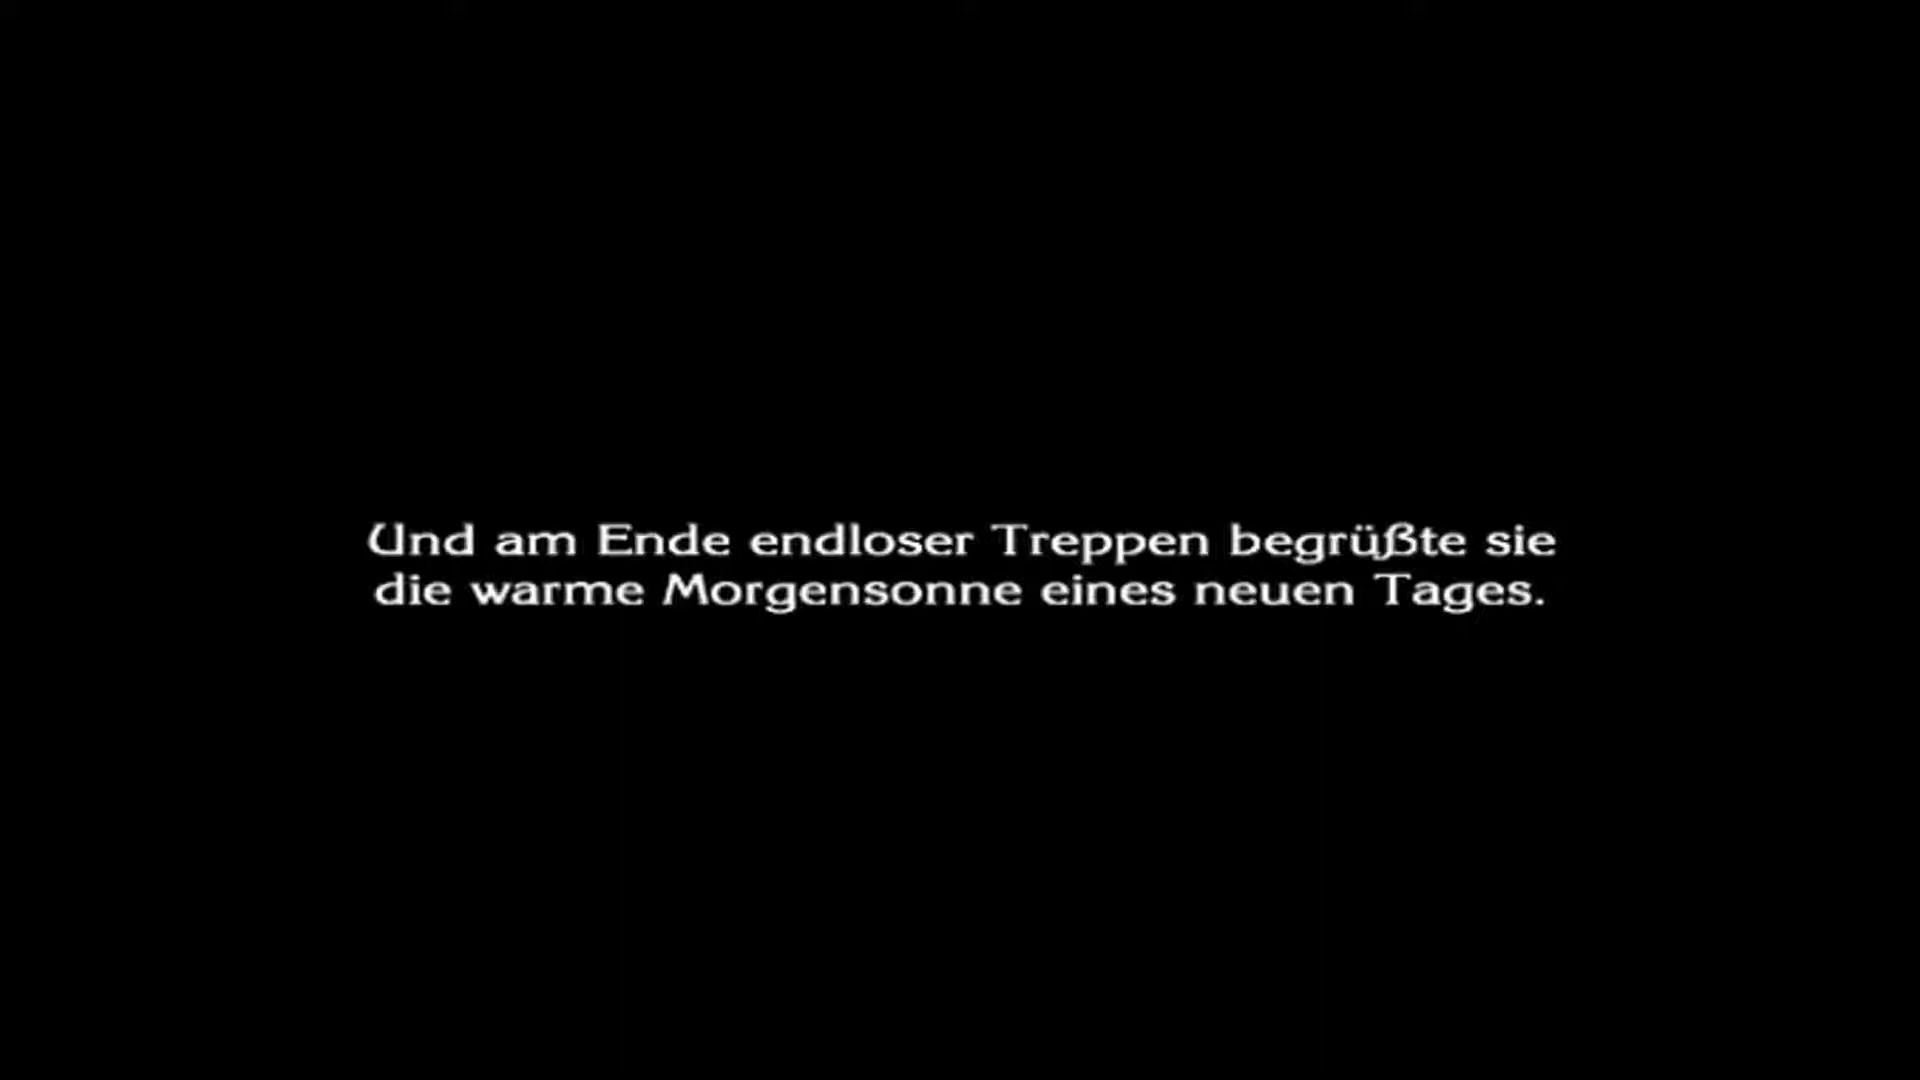 Und am Ende endloser Treppen begrüßte sie
die warme Morgensonne eines neuen Tages.